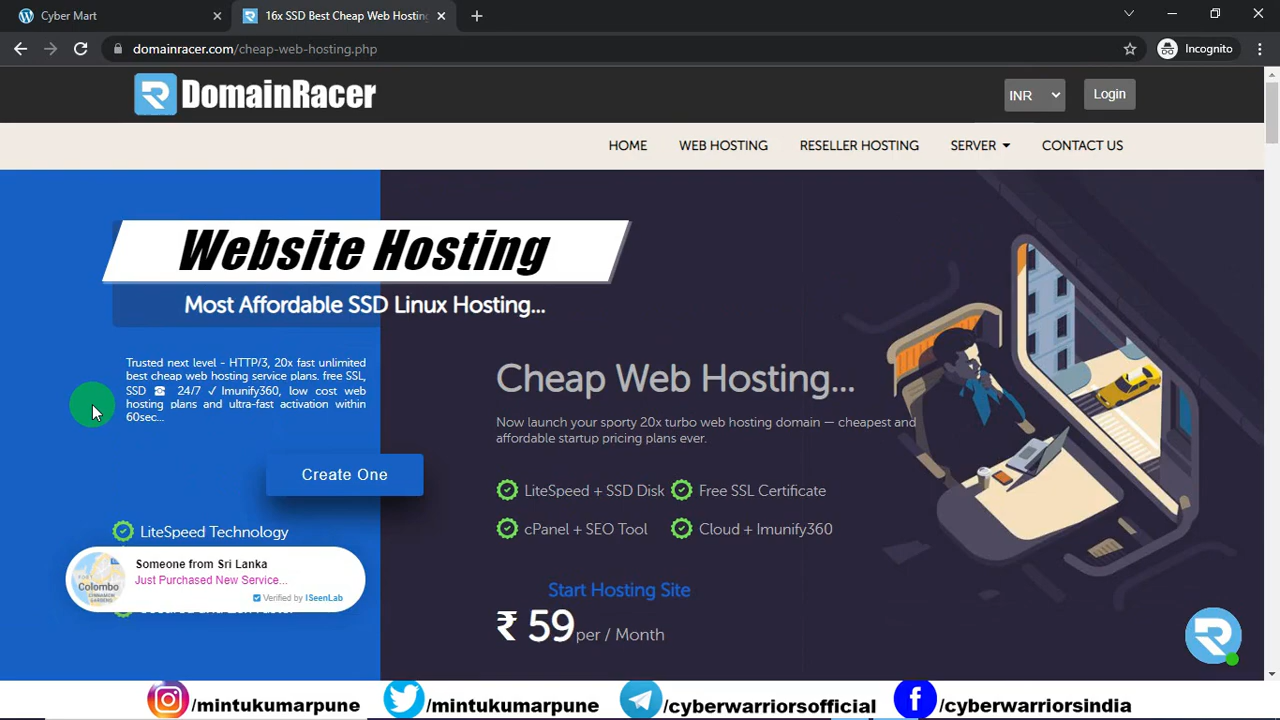 Cyber Mart
16x SSD Best Cheap Web Hosting
domainracer.com/cheap-web-hosting.php
Incognito
DomainRacer
INR
Login
HOME
WEB HOSTING
RESELLER HOSTING
SERVER
CONTACT US
Website Hosting
Most Affordable SSD Linux Hosting...
Trusted next level - HTTP/3, 20x fast unlimited
best cheap web hosting service plans. free SSL,
SSD ☎ 24/7 ✓ Imunify360, low cost web
hosting plans and ultra-fast activation within
60sec...
Create One
LiteSpeed Technology
Someone from Sri Lanka
Just Purchased New Service...
Verified by ISeenLab
Colombo
Cheap Web Hosting...
Now launch your sporty 20x turbo web hosting domain — cheapest and
affordable startup pricing plans ever.
LiteSpeed + SSD Disk
Free SSL Certificate
cPanel + SEO Tool
Cloud + Imunify360
Start Hosting Site
₹ 59 per / Month
/mintukumarpune
/mintukumarpune
/cyberwarriorsofficial
/cyberwarriorsindia